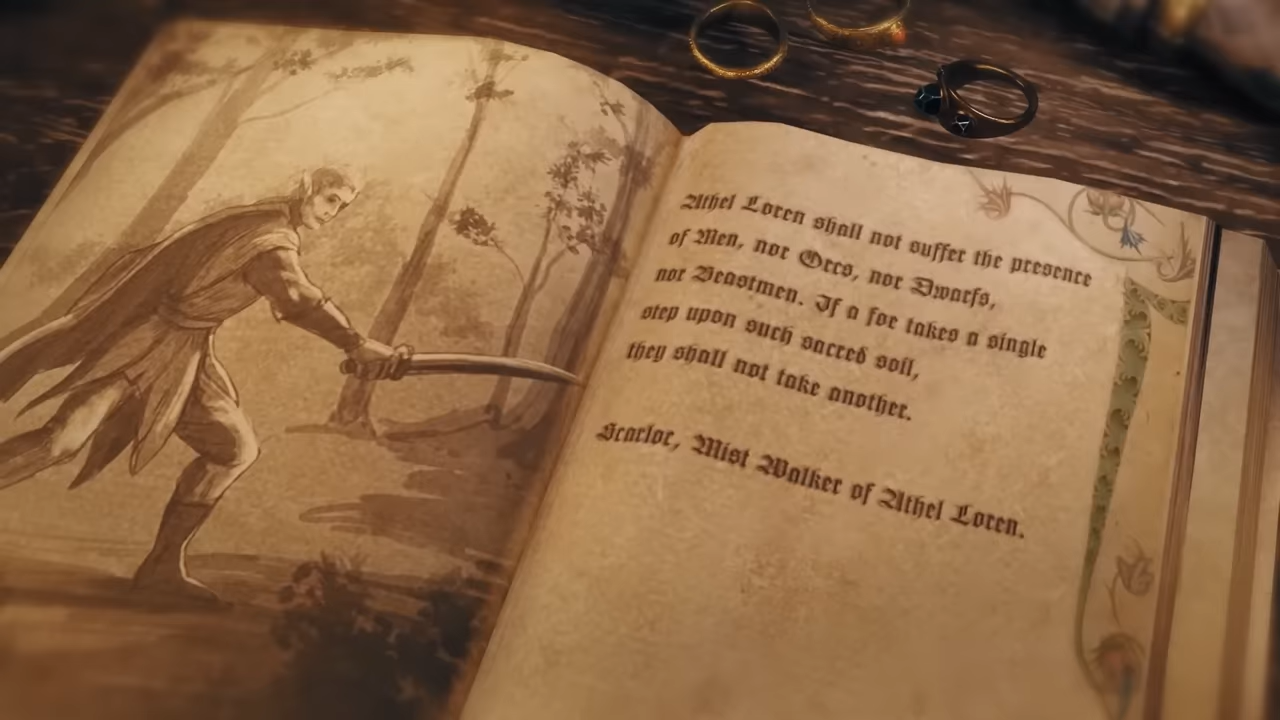 Athel Loren shall not suffer the presence
of Men, nor Orcs, nor Dwarfs,
nor Beastmen. If a foe takes a single
step upon such sacred soil,
they shall not take another.
Scarloc, Mist Walker of Athel Loren.